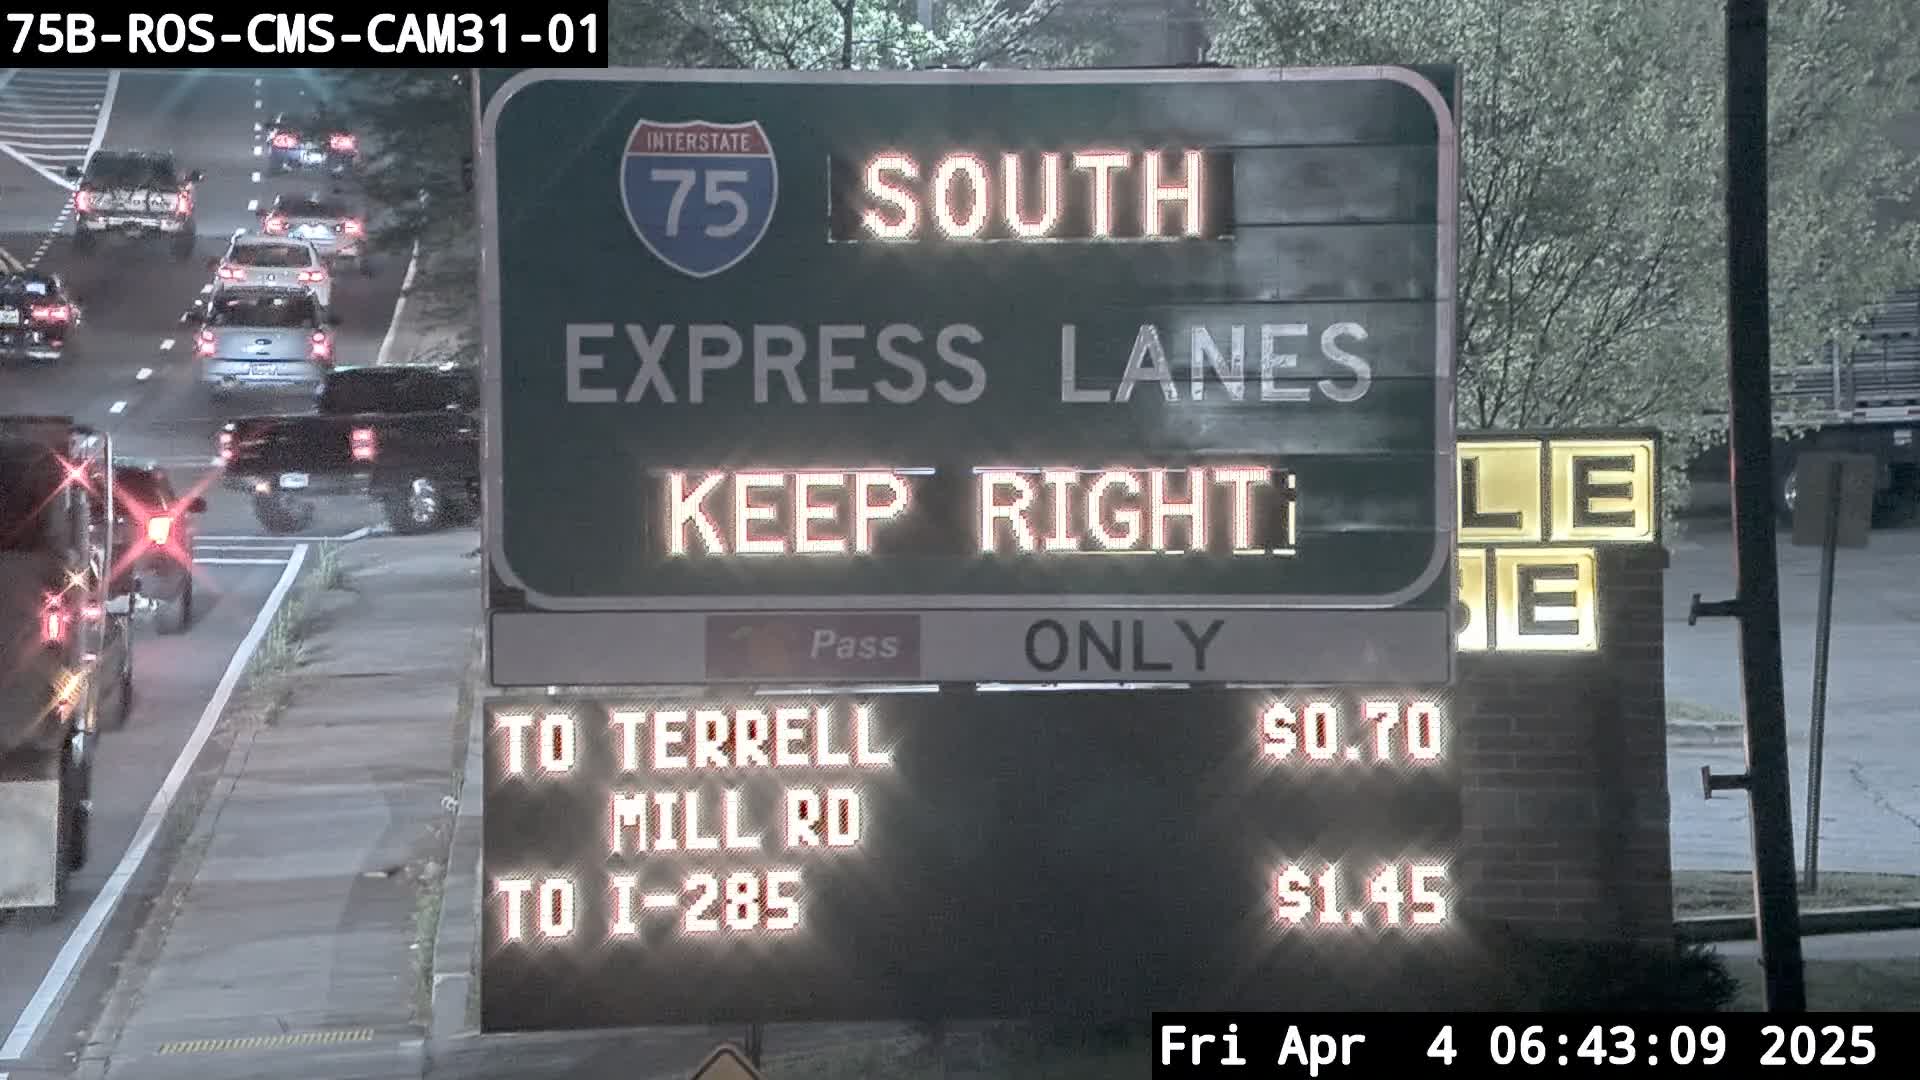 75B-ROS-CMS-CAM31-01
INTERSTATE
75
SOUTH
EXPRESS LANES
KEEP RIGHT
Pass ONLY
TO TERRELL $0.70
MILL RD
TO I-285 $1.45
LE
E
Fri Apr 4 06:43:09 2025